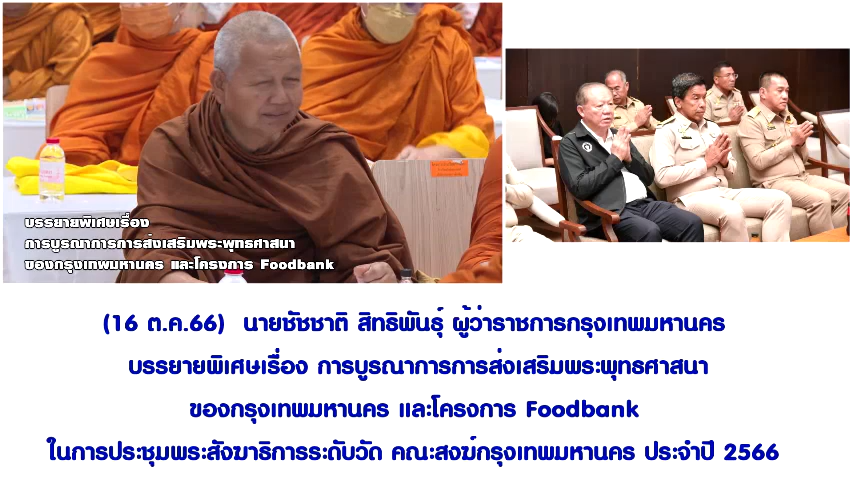 บรรยายพิเศษเรื่อง
การบูรณาการการส่งเสริมพระพุทธศาสนา
ของกรุงเทพมหานคร และโครงการ Foodbank
(16 ต.ค.66) นายชัชชาติ สิทธิพันธุ์ ผู้ว่าราชการกรุงเทพมหานคร
บรรยายพิเศษเรื่อง การบูรณาการการส่งเสริมพระพุทธศาสนา
ของกรุงเทพมหานคร และโครงการ Foodbank
ในการประชุมพระสังฆาธิการระดับวัด คณะสงฆ์กรุงเทพมหานคร ประจำปี 2566